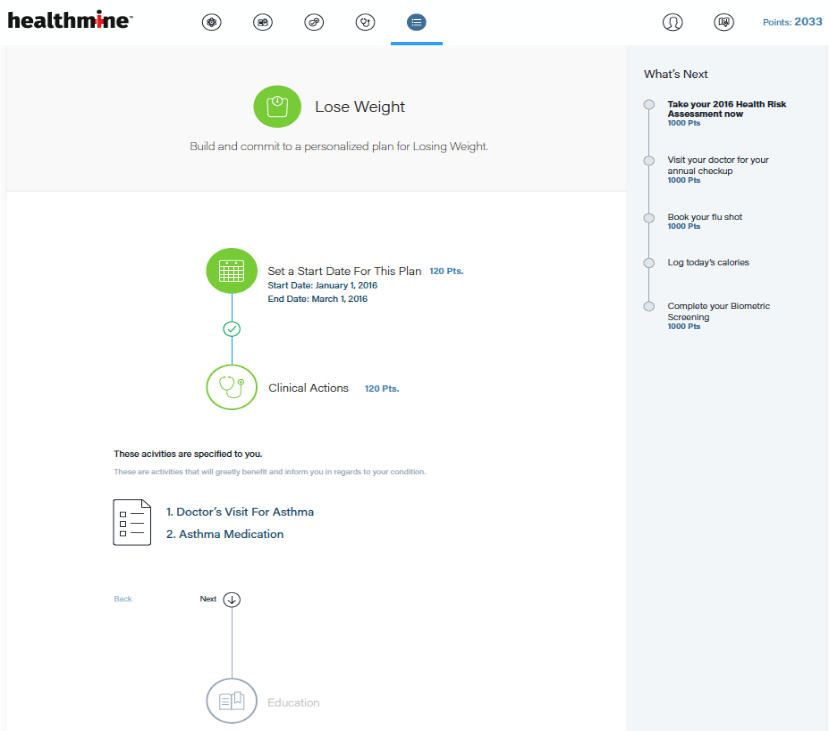 healthmine™
Points: 2033
Lose Weight
Build and commit to a personalized plan for Losing Weight.
Set a Start Date For This Plan 120 Pts.
Start Date: January 1, 2016
End Date: March 1, 2016
Clinical Actions 120 Pts.
These acivities are specified to you.
These are activities that will greatly benefit and inform you in regards to your condition.
1. Doctor's Visit For Asthma
2. Asthma Medication
Back Next
Education
What's Next
Take your 2016 Health Risk
Assessment now
1000 Pts
Visit your doctor for your
annual checkup
1000 Pts
Book your flu shot
1000 Pts
Log today's calories
Complete your Biometric
Screening
1000 Pts